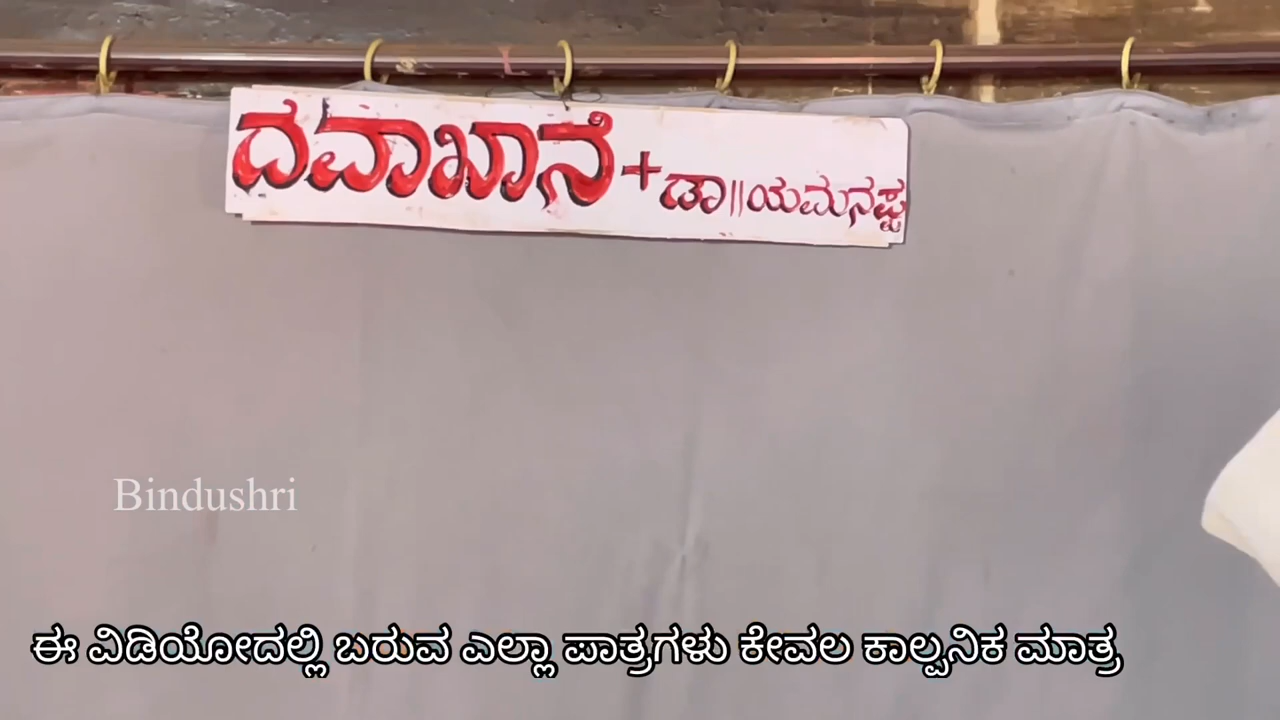 ದವಾಖಾನೆ + ಡಾ||ಯಮನಪ್ಪ
Bindushri
ಈ ವಿಡಿಯೋದಲ್ಲಿ ಬರುವ ಎಲ್ಲಾ ಪಾತ್ರಗಳು ಕೇವಲ ಕಾಲ್ಪನಿಕ ಮಾತ್ರ